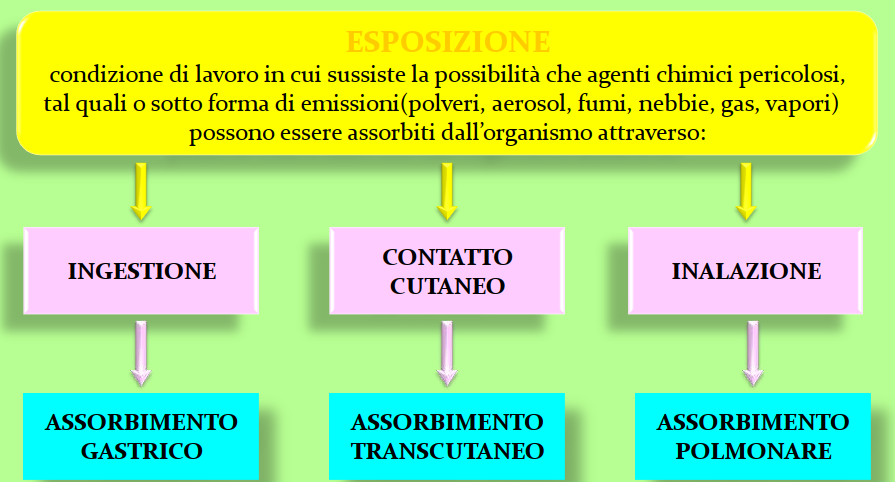 ESPOSIZIONE
condizione di lavoro in cui sussiste la possibilità che agenti chimici pericolosi,
tal quali o sotto forma di emissioni(polveri, aerosol, fumi, nebbie, gas, vapori)
possono essere assorbiti dall’organismo attraverso:
INGESTIONE
CONTATTO
CUTANEO
INALAZIONE
ASSORBIMENTO
GASTRICO
ASSORBIMENTO
TRANSCUTANEO
ASSORBIMENTO
POLMONARE